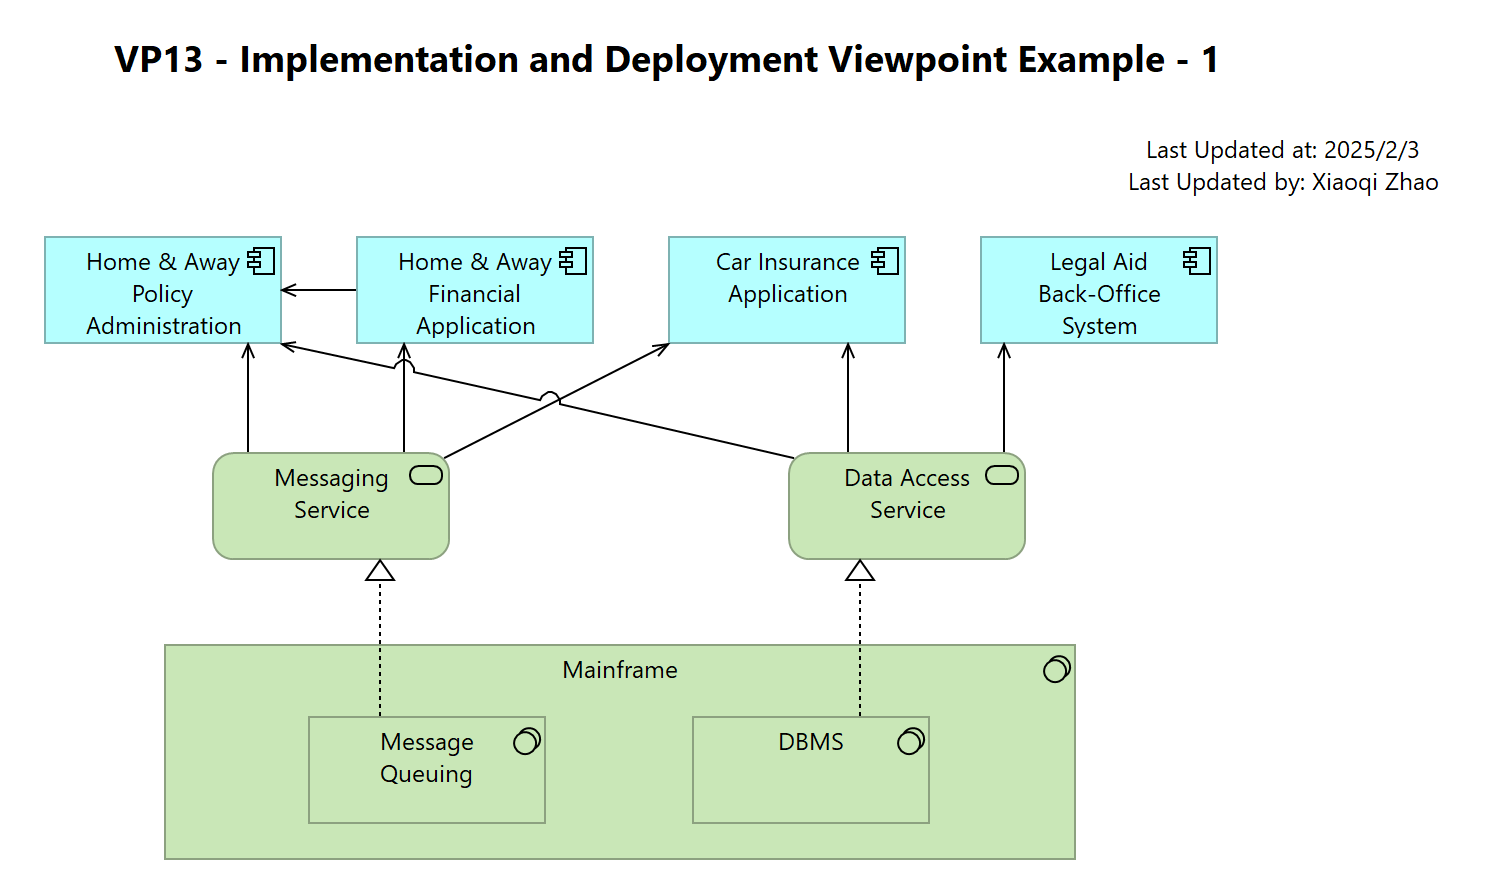 VP13 - Implementation and Deployment Viewpoint Example - 1
Last Updated at: 2025/2/3
Last Updated by: Xiaoqi Zhao
Home & Away
Policy
Administration
Home & Away
Financial
Application
Car Insurance
Application
Legal Aid
Back-Office
System
Messaging
Service
Data Access
Service
Mainframe
Message
Queuing
DBMS